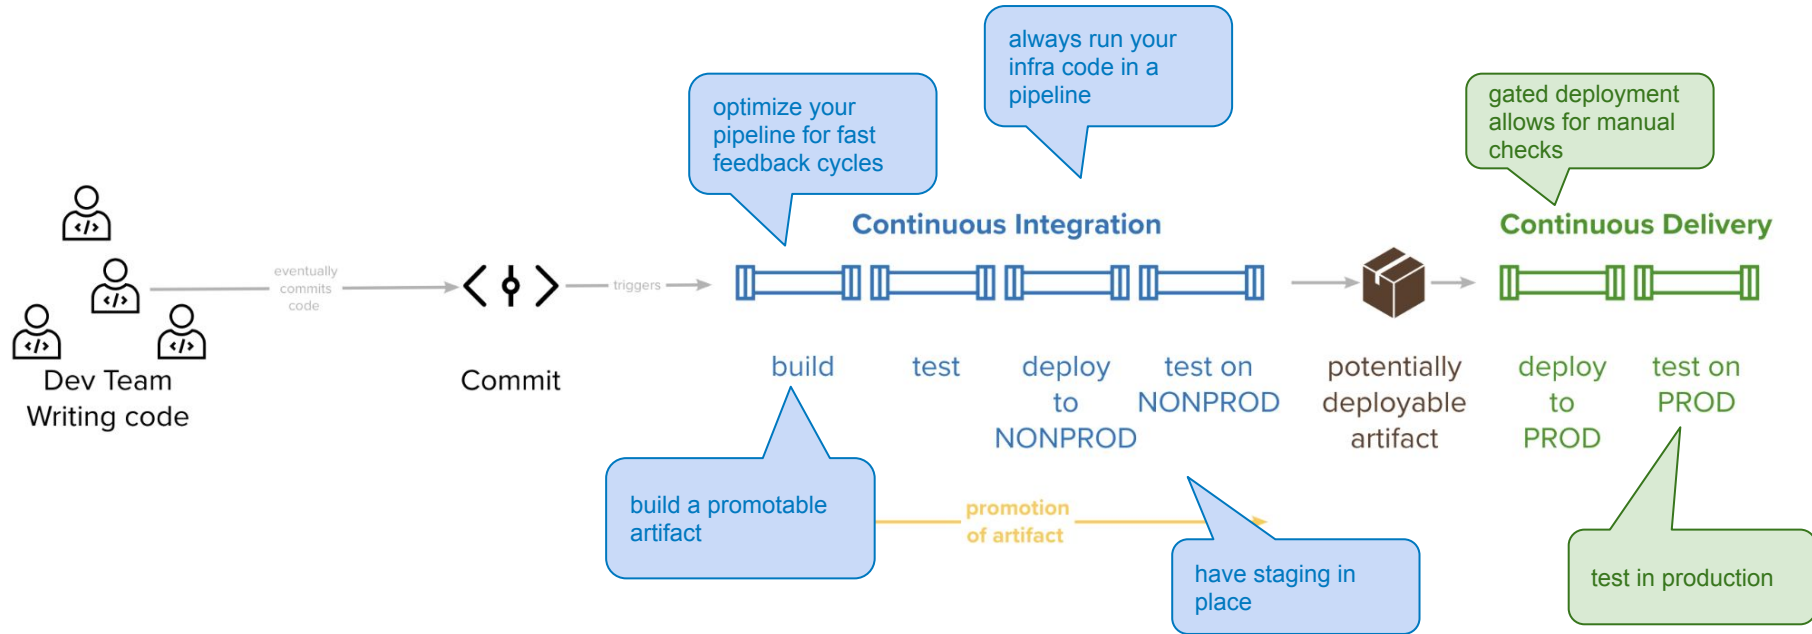 always run your
infra code in a
pipeline
optimize your
pipeline for fast
feedback cycles
gated deployment
allows for manual
checks
Continuous Integration
Continuous Delivery
</>
</>
</>
</>
eventually
commits
code
triggers
Dev Team
Writing code
Commit
build
test
deploy
to
NONPROD
test on
NONPROD
potentially
deployable
artifact
deploy
to
PROD
test on
PROD
build a promotable
artifact
promotion
of artifact
have staging in
place
test in production